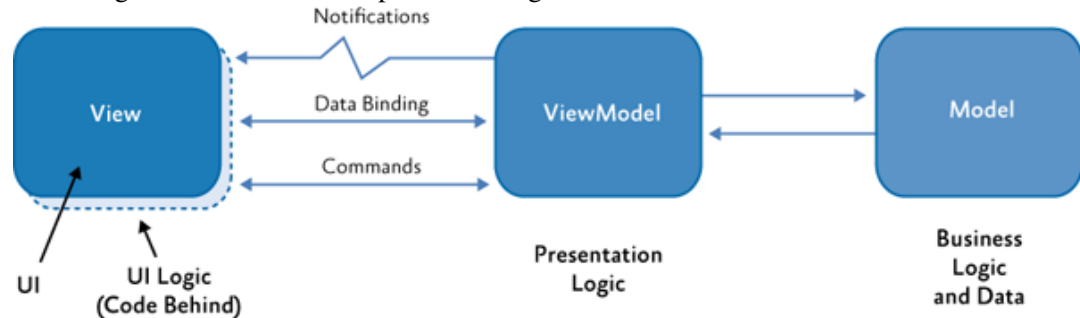 Notifications
View
Data Binding
ViewModel
Model
Commands
UI
UI Logic
(Code Behind)
Presentation
Logic
Business
Logic
and Data